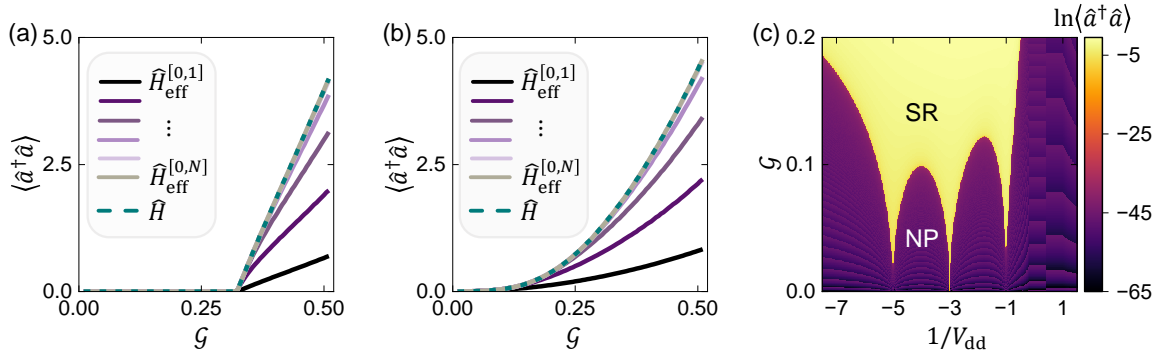 (a)
5.0
2.5
0.0
⟨â†â⟩
Ĥ_eff^[0,1]
⋮
Ĥ_eff^[0,N]
Ĥ
0.00
0.25
0.50
𝒢
(b)
5.0
2.5
0.0
⟨â†â⟩
Ĥ_eff^[0,1]
⋮
Ĥ_eff^[0,N]
Ĥ
0.00
0.25
0.50
𝒢
(c)
0.2
0.1
0.0
𝒢
SR
NP
−7
−5
−3
−1
1
1/V_dd
ln⟨â†â⟩
−5
−25
−45
−65